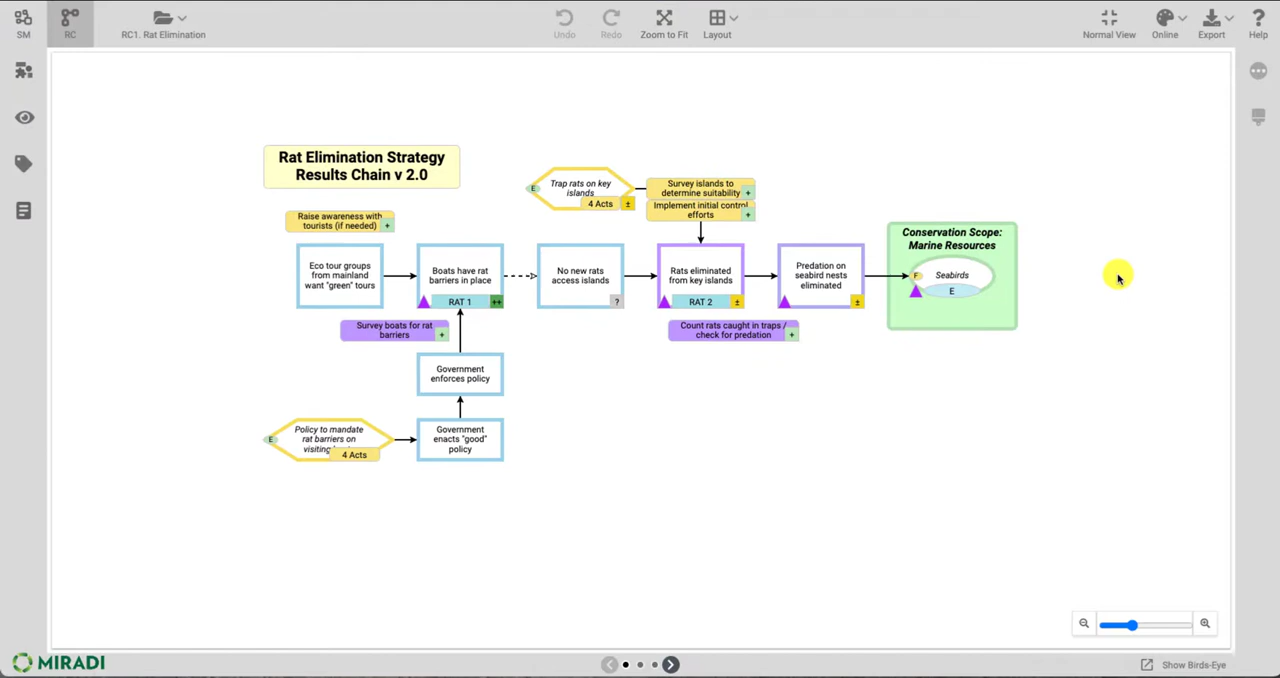 SM
RC
RC1. Rat Elimination
Undo
Redo
Zoom to Fit
Layout
Normal View
Online
Export
Help
Rat Elimination Strategy
Results Chain v 2.0
E
Trap rats on key
islands
4 Acts
±
Survey islands to
determine suitability
+
Implement initial control
efforts
+
Raise awareness with
tourists (if needed)
+
Eco tour groups
from mainland
want "green" tours
Boats have rat
barriers in place
RAT 1
++
No new rats
access islands
?
Rats eliminated
from key islands
RAT 2
±
Predation on
seabird nests
eliminated
±
Conservation Scope:
Marine Resources
F
Seabirds
E
Survey boats for rat
barriers
+
Count rats caught in traps /
check for predation
+
Government
enforces policy
E
Policy to mandate
rat barriers on
4 Acts
Government
enacts "good"
policy
MIRADI
Show Birds-Eye